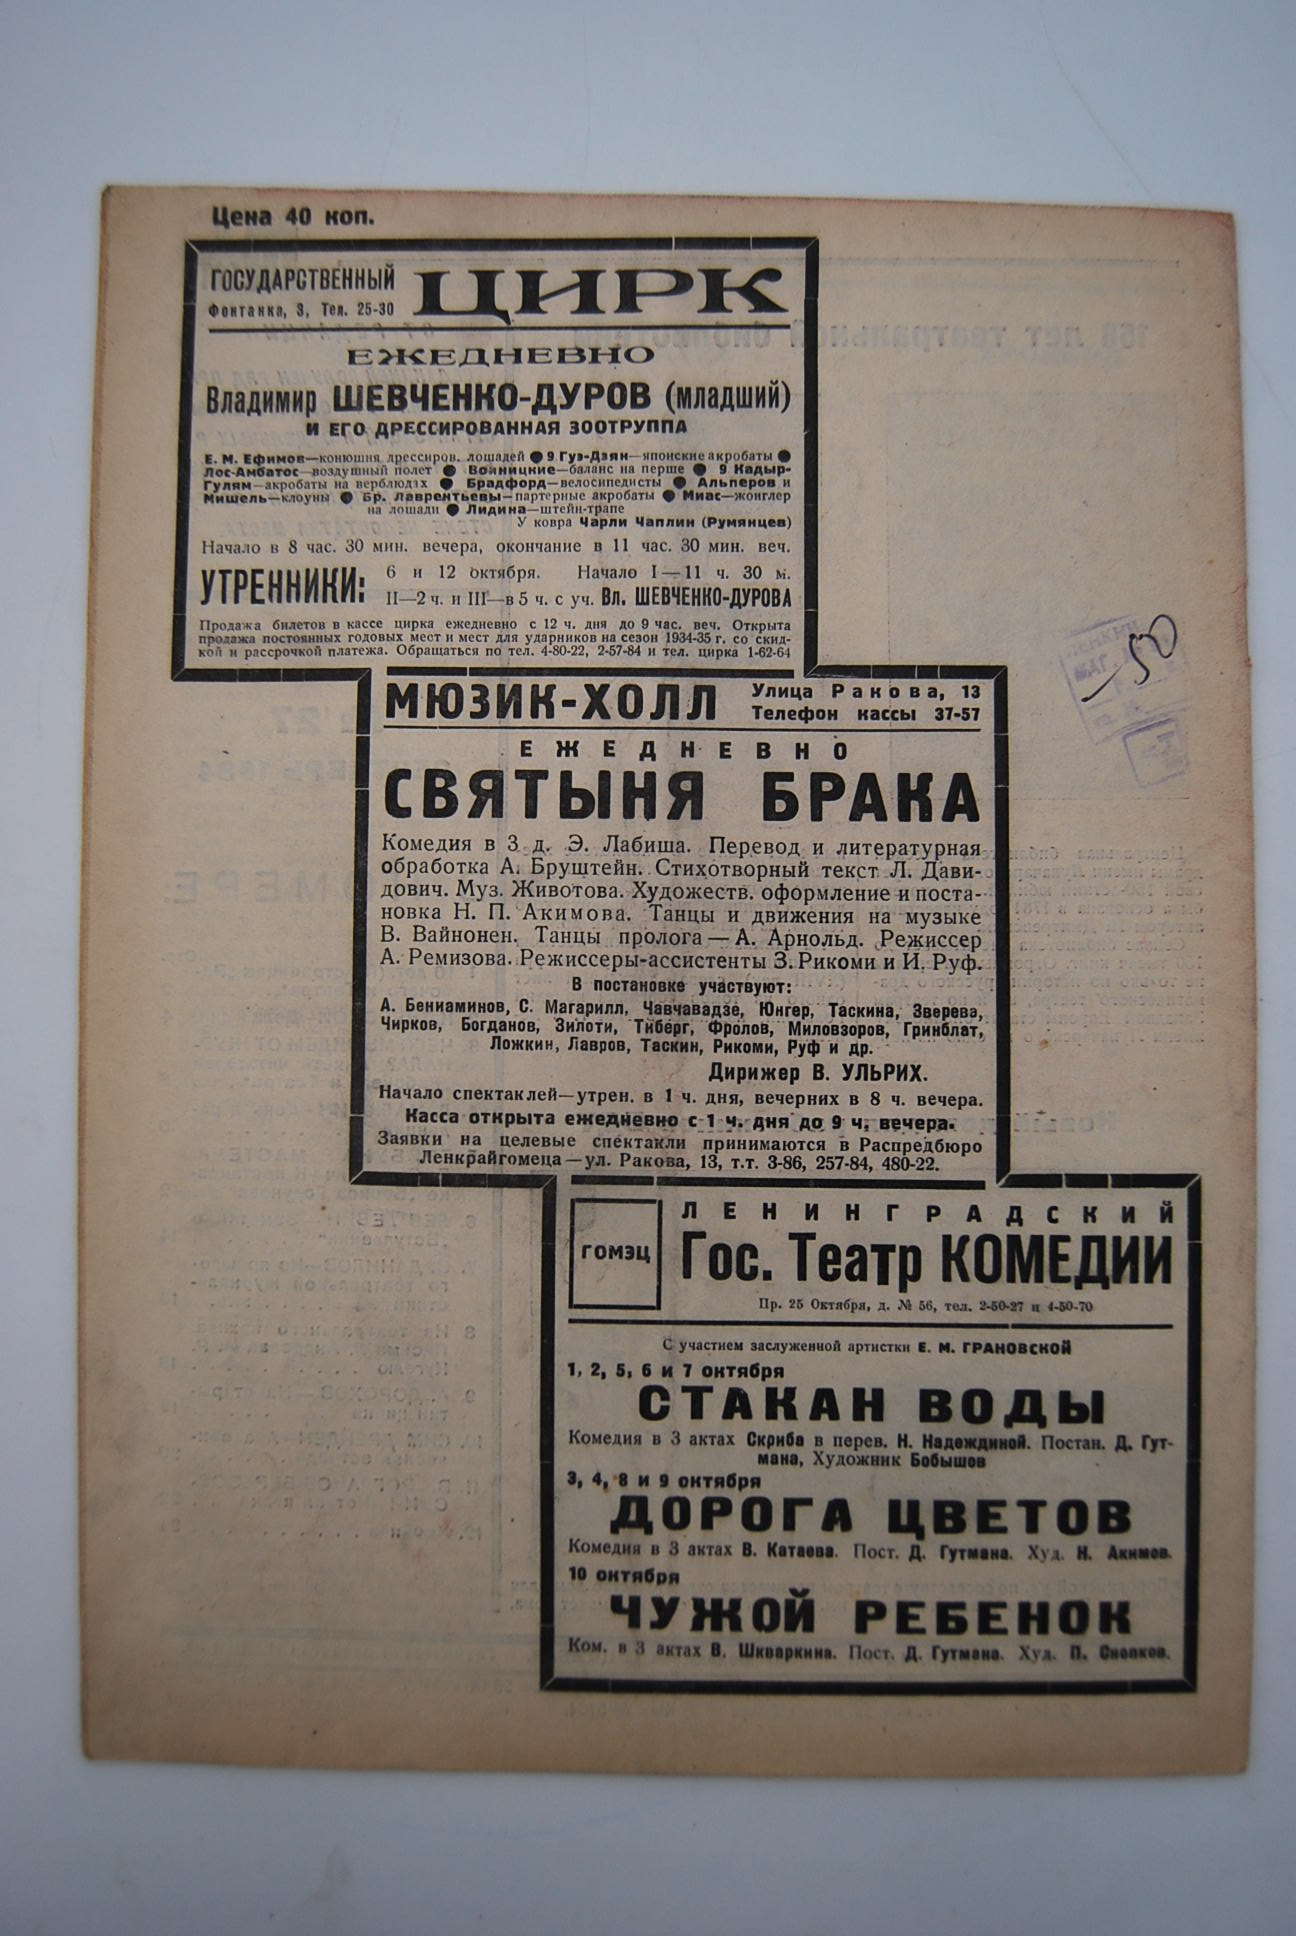 Цена 40 коп.
ГОСУДАРСТВЕННЫЙ
Фонтанка, 3, Тел. 25-30
ЦИРК
ЕЖЕДНЕВНО
Владимир ШЕВЧЕНКО-ДУРОВ (младший)
И ЕГО ДРЕССИРОВАННАЯ ЗООТРУППА
Е. М. Ефимов—конюшня дрессиров. лошадей ● 9 Гуэ-Дзян—японские акробаты ●
Лос-Амбатос—воздушный полет ● Войницкие—баланс на перше ● 9 Кадыр-
Гулям—акробаты на верблюдах ● Брадфорд—велосипедисты ● Альперов и
Мишель—клоуны ● Бр. Лаврентьевы—партерные акробаты ● Миас—жонглер
на лошади ● Лидина—штейн-трапе
У ковра Чарли Чаплин (Румянцев)
Начало в 8 час. 30 мин. вечера, окончание в 11 час. 30 мин. веч.
УТРЕННИКИ:
6 и 12 октября. Начало I—11 ч. 30 м.
II—2 ч. и III—в 5 ч. с уч. Вл. ШЕВЧЕНКО-ДУРОВА
Продажа билетов в кассе цирка ежедневно с 12 ч. дня до 9 час. веч. Открыта
продажа постоянных годовых мест и мест для ударников на сезон 1934-35 г. со скид-
кой и рассрочкой платежа. Обращаться по тел. 4-80-22, 2-57-84 и тел. цирка 1-62-64
50
МЮЗИК-ХОЛЛ
Улица Ракова, 13
Телефон кассы 37-57
ЕЖЕДНЕВНО
СВЯТЫНЯ БРАКА
Комедия в 3 д. Э. Лабиша. Перевод и литературная
обработка А. Бруштейн. Стихотворный текст Л. Дави-
дович. Муз. Животова. Художеств. оформление и поста-
новка Н. П. Акимова. Танцы и движения на музыке
В. Вайнонен. Танцы пролога — А. Арнольд. Режиссер
А. Ремизова. Режиссеры-ассистенты З. Рикоми и И. Руф.
В постановке участвуют:
А. Бениаминов, С. Магарилл, Чавчавадзе, Юнгер, Таскина, Зверева,
Чирков, Богданов, Зилоти, Тиберг, Фролов, Миловзоров, Гринблат,
Ложкин, Лавров, Таскин, Рикоми, Руф и др.
Дирижер В. УЛЬРИХ.
Начало спектаклей—утрен. в 1 ч. дня, вечерних в 8 ч. вечера.
Касса открыта ежедневно с 1 ч. дня до 9 ч. вечера.
Заявки на целевые спектакли принимаются в Распредбюро
Ленкрайгомеца—ул. Ракова, 13, т.т. 3-86, 257-84, 480-22.
ГОМЭЦ
ЛЕНИНГРАДСКИЙ
Гос. Театр КОМЕДИИ
Пр. 25 Октября, д. № 56, тел. 2-50-27 и 4-50-70
С участием заслуженной артистки Е. М. ГРАНОВСКОЙ
1, 2, 5, 6 и 7 октября
СТАКАН ВОДЫ
Комедия в 3 актах Скриба в перев. Н. Надеждиной. Постан. Д. Гут-
мана, Художник Бобышов
3, 4, 8 и 9 октября
ДОРОГА ЦВЕТОВ
Комедия в 3 актах В. Катаева. Пост. Д. Гутмана. Худ. Н. Акимов.
10 октября
ЧУЖОЙ РЕБЕНОК
Ком. в 3 актах В. Шкваркина. Пост. Д. Гутмана. Худ. П. Снопков.